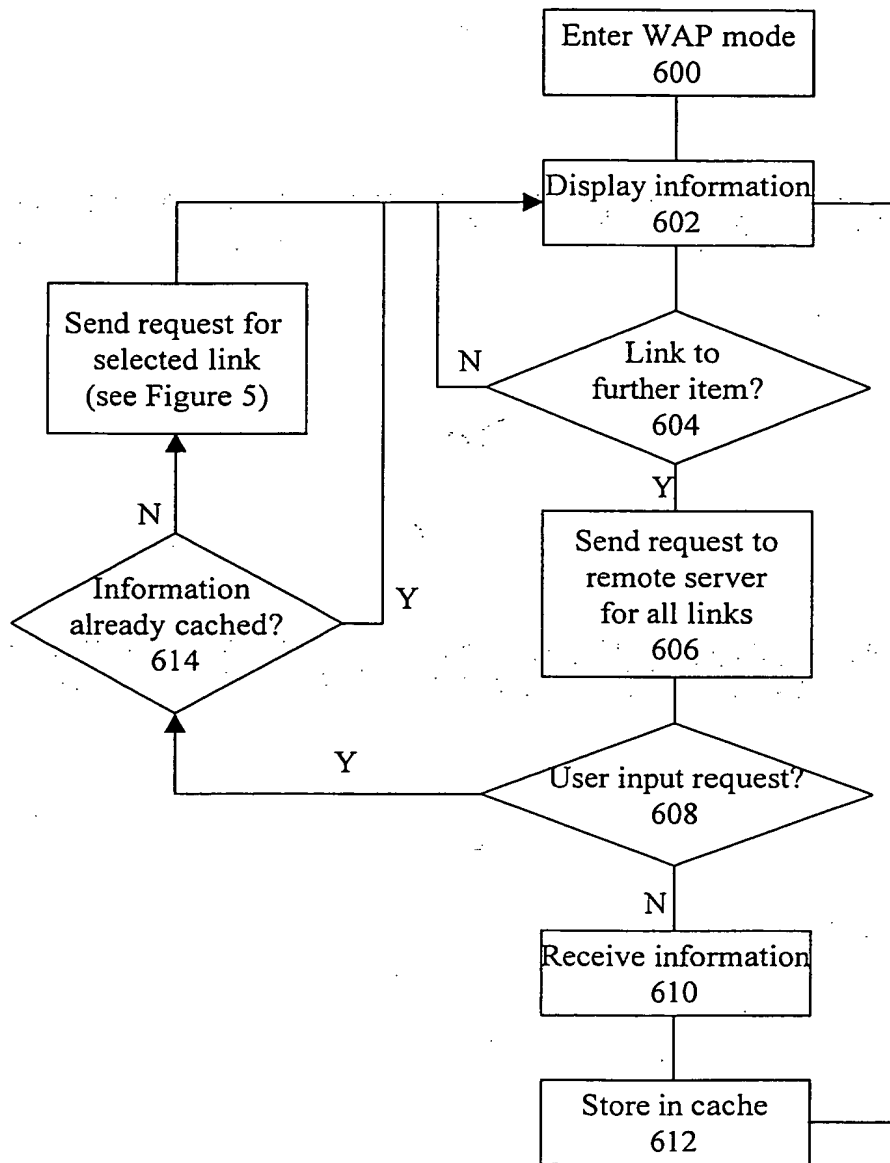 Enter WAP mode
600
Display information
602
Send request for
selected link
(see Figure 5)
N
Link to
further item?
604
Y
N
Send request to
remote server
for all links
606
Information
already cached?
614
Y
Y
User input request?
608
N
Receive information
610
Store in cache
612